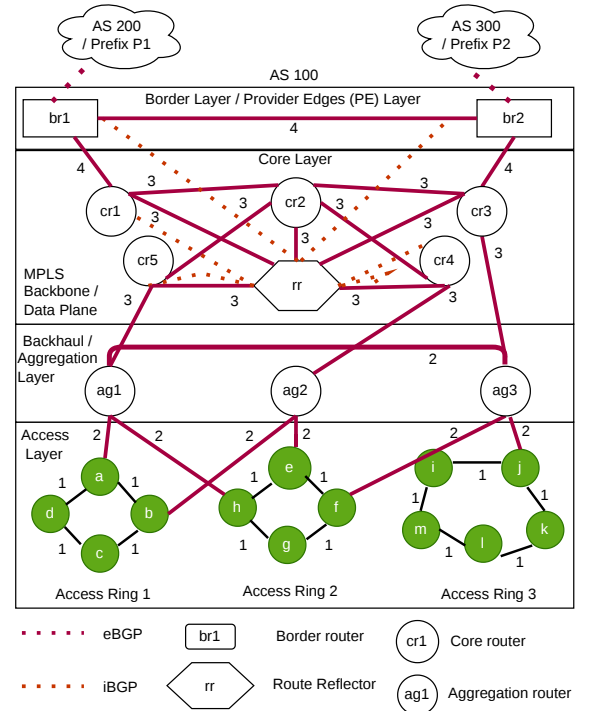 AS 200
/ Prefix P1
AS 300
/ Prefix P2
AS 100
Border Layer / Provider Edges (PE) Layer
br1
br2
4
Core Layer
4
4
3
3
cr1
cr2
cr3
3
3
3
3
3
3
cr5
cr4
rr
MPLS
Backbone /
Data Plane
3
3
3
3
Backhaul /
Aggregation
Layer
2
ag1
ag2
ag3
Access
Layer
2
2
2
2
2
2
a
e
i
j
1
1
1
1
1
1
1
d
b
h
f
m
k
c
g
l
1
1
1
1
1
1
Access Ring 1
Access Ring 2
Access Ring 3
eBGP
br1
Border router
cr1
Core router
iBGP
rr
Route Reflector
ag1
Aggregation router